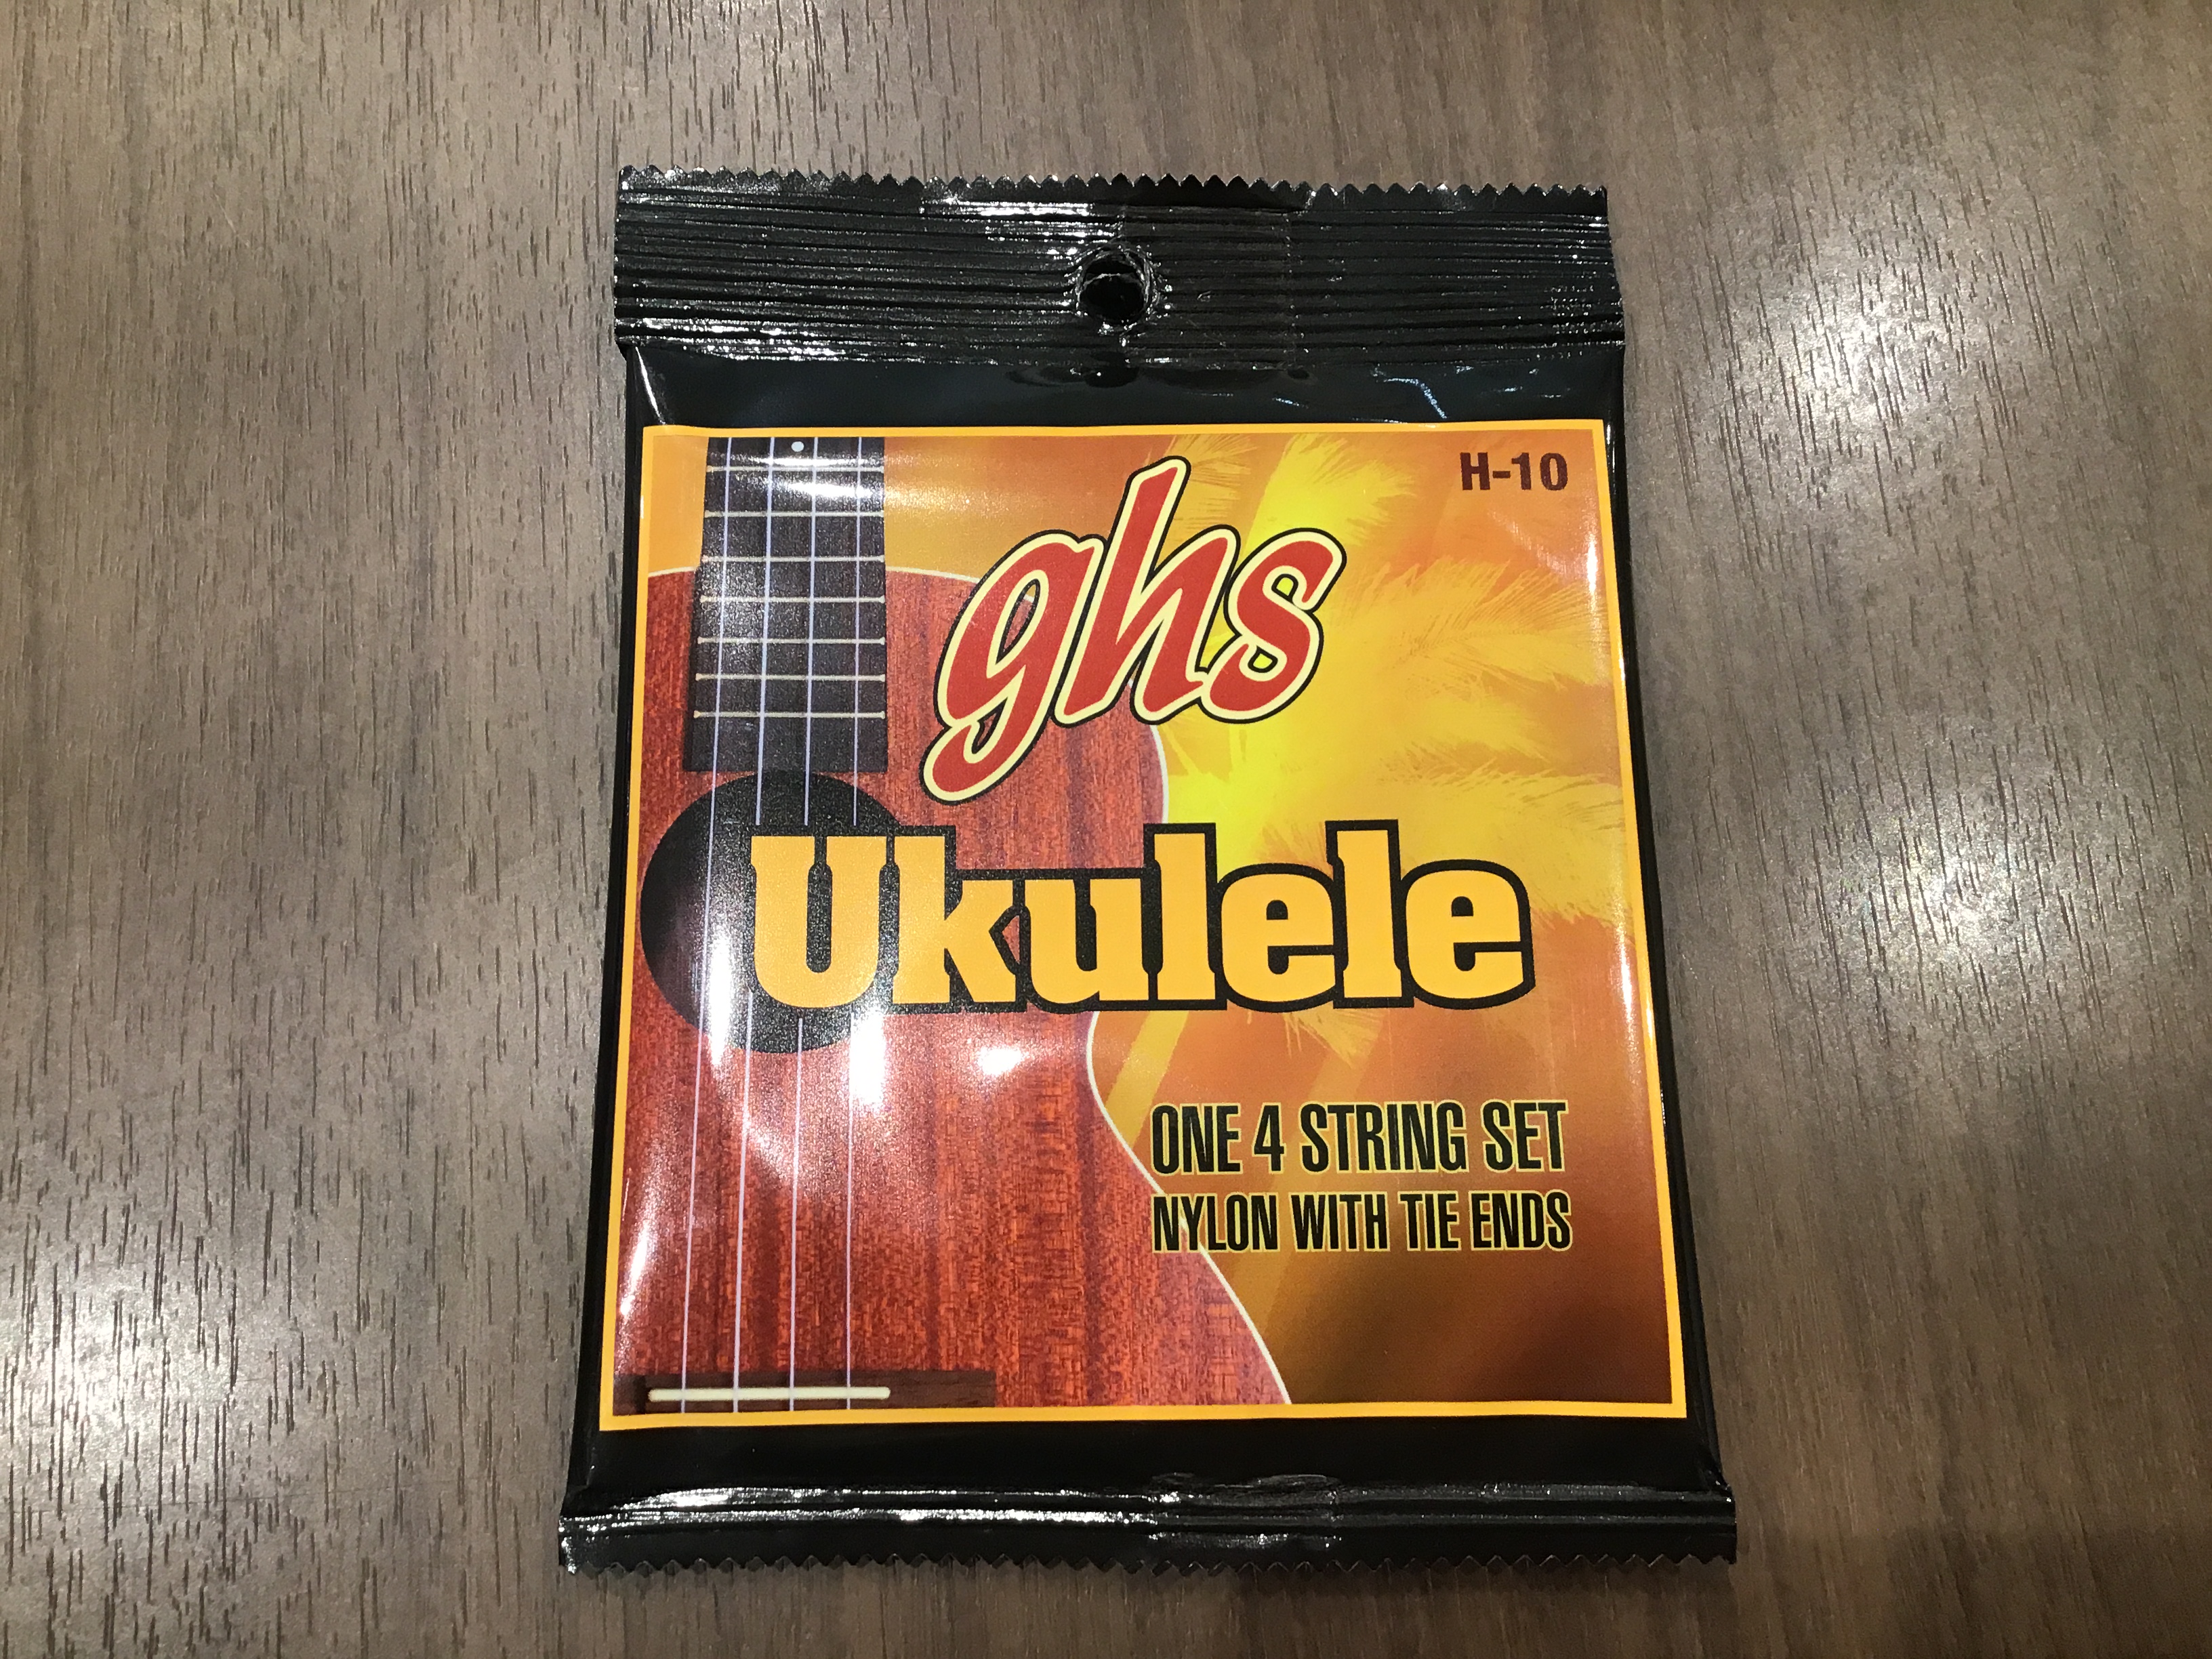 H-10
ghs
Ukulele
ONE 4 STRING SET
NYLON WITH TIE ENDS